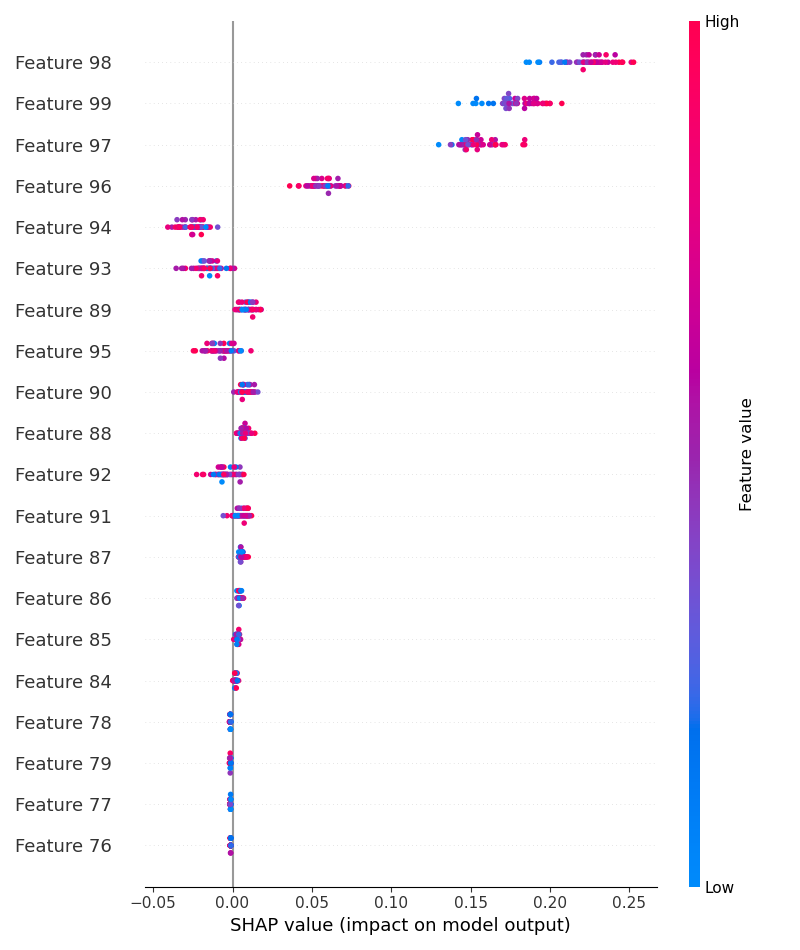 High
Feature 98
Feature 99
Feature 97
Feature 96
Feature 94
Feature 93
Feature 89
Feature 95
Feature 90
Feature 88
Feature 92
Feature 91
Feature 87
Feature 86
Feature 85
Feature 84
Feature 78
Feature 79
Feature 77
Feature 76
Feature value
Low
−0.05 0.00 0.05 0.10 0.15 0.20 0.25
SHAP value (impact on model output)